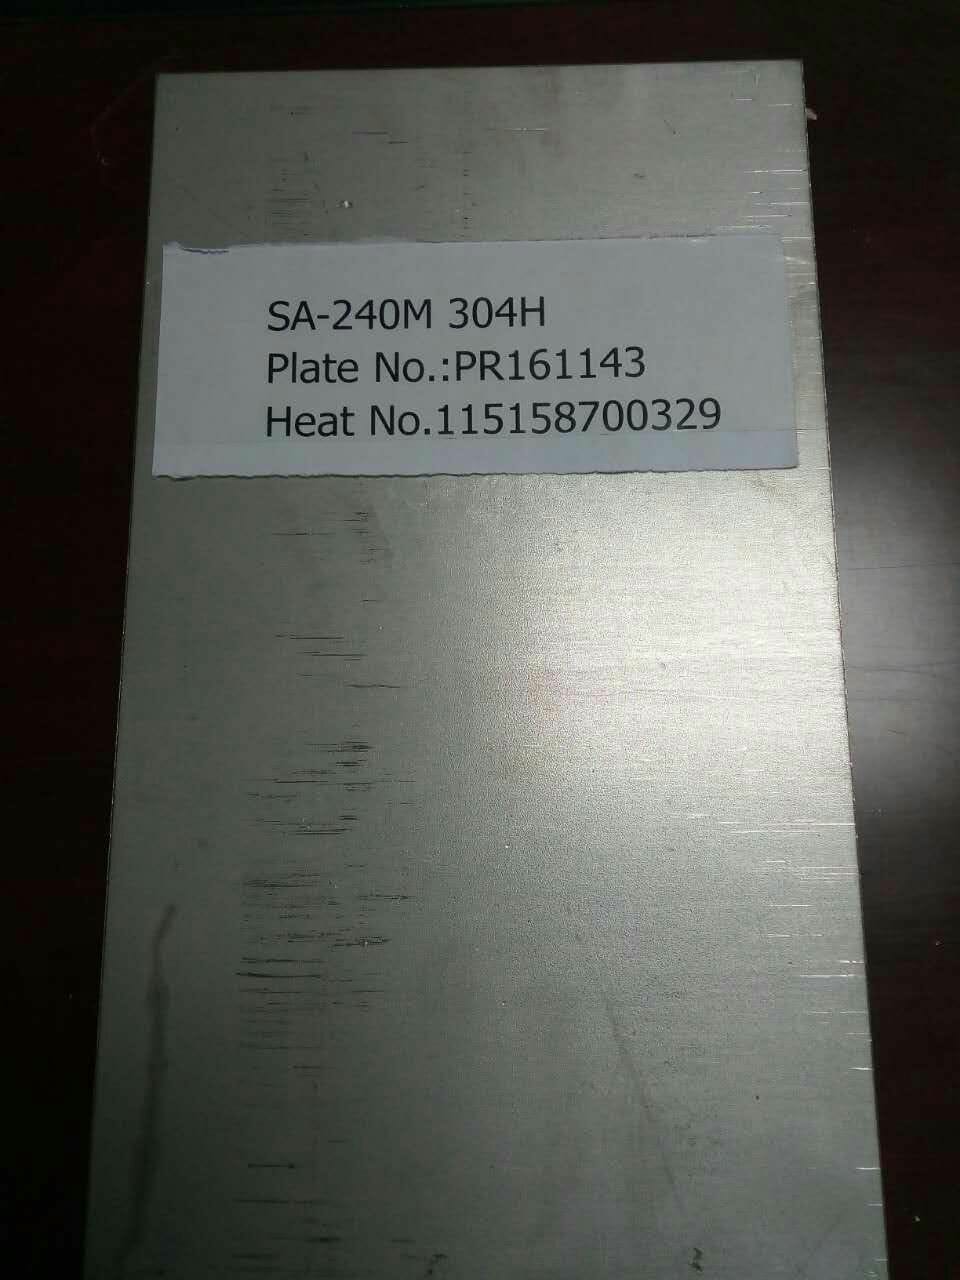 SA-240M 304H
Plate No.:PR161143
Heat No.115158700329